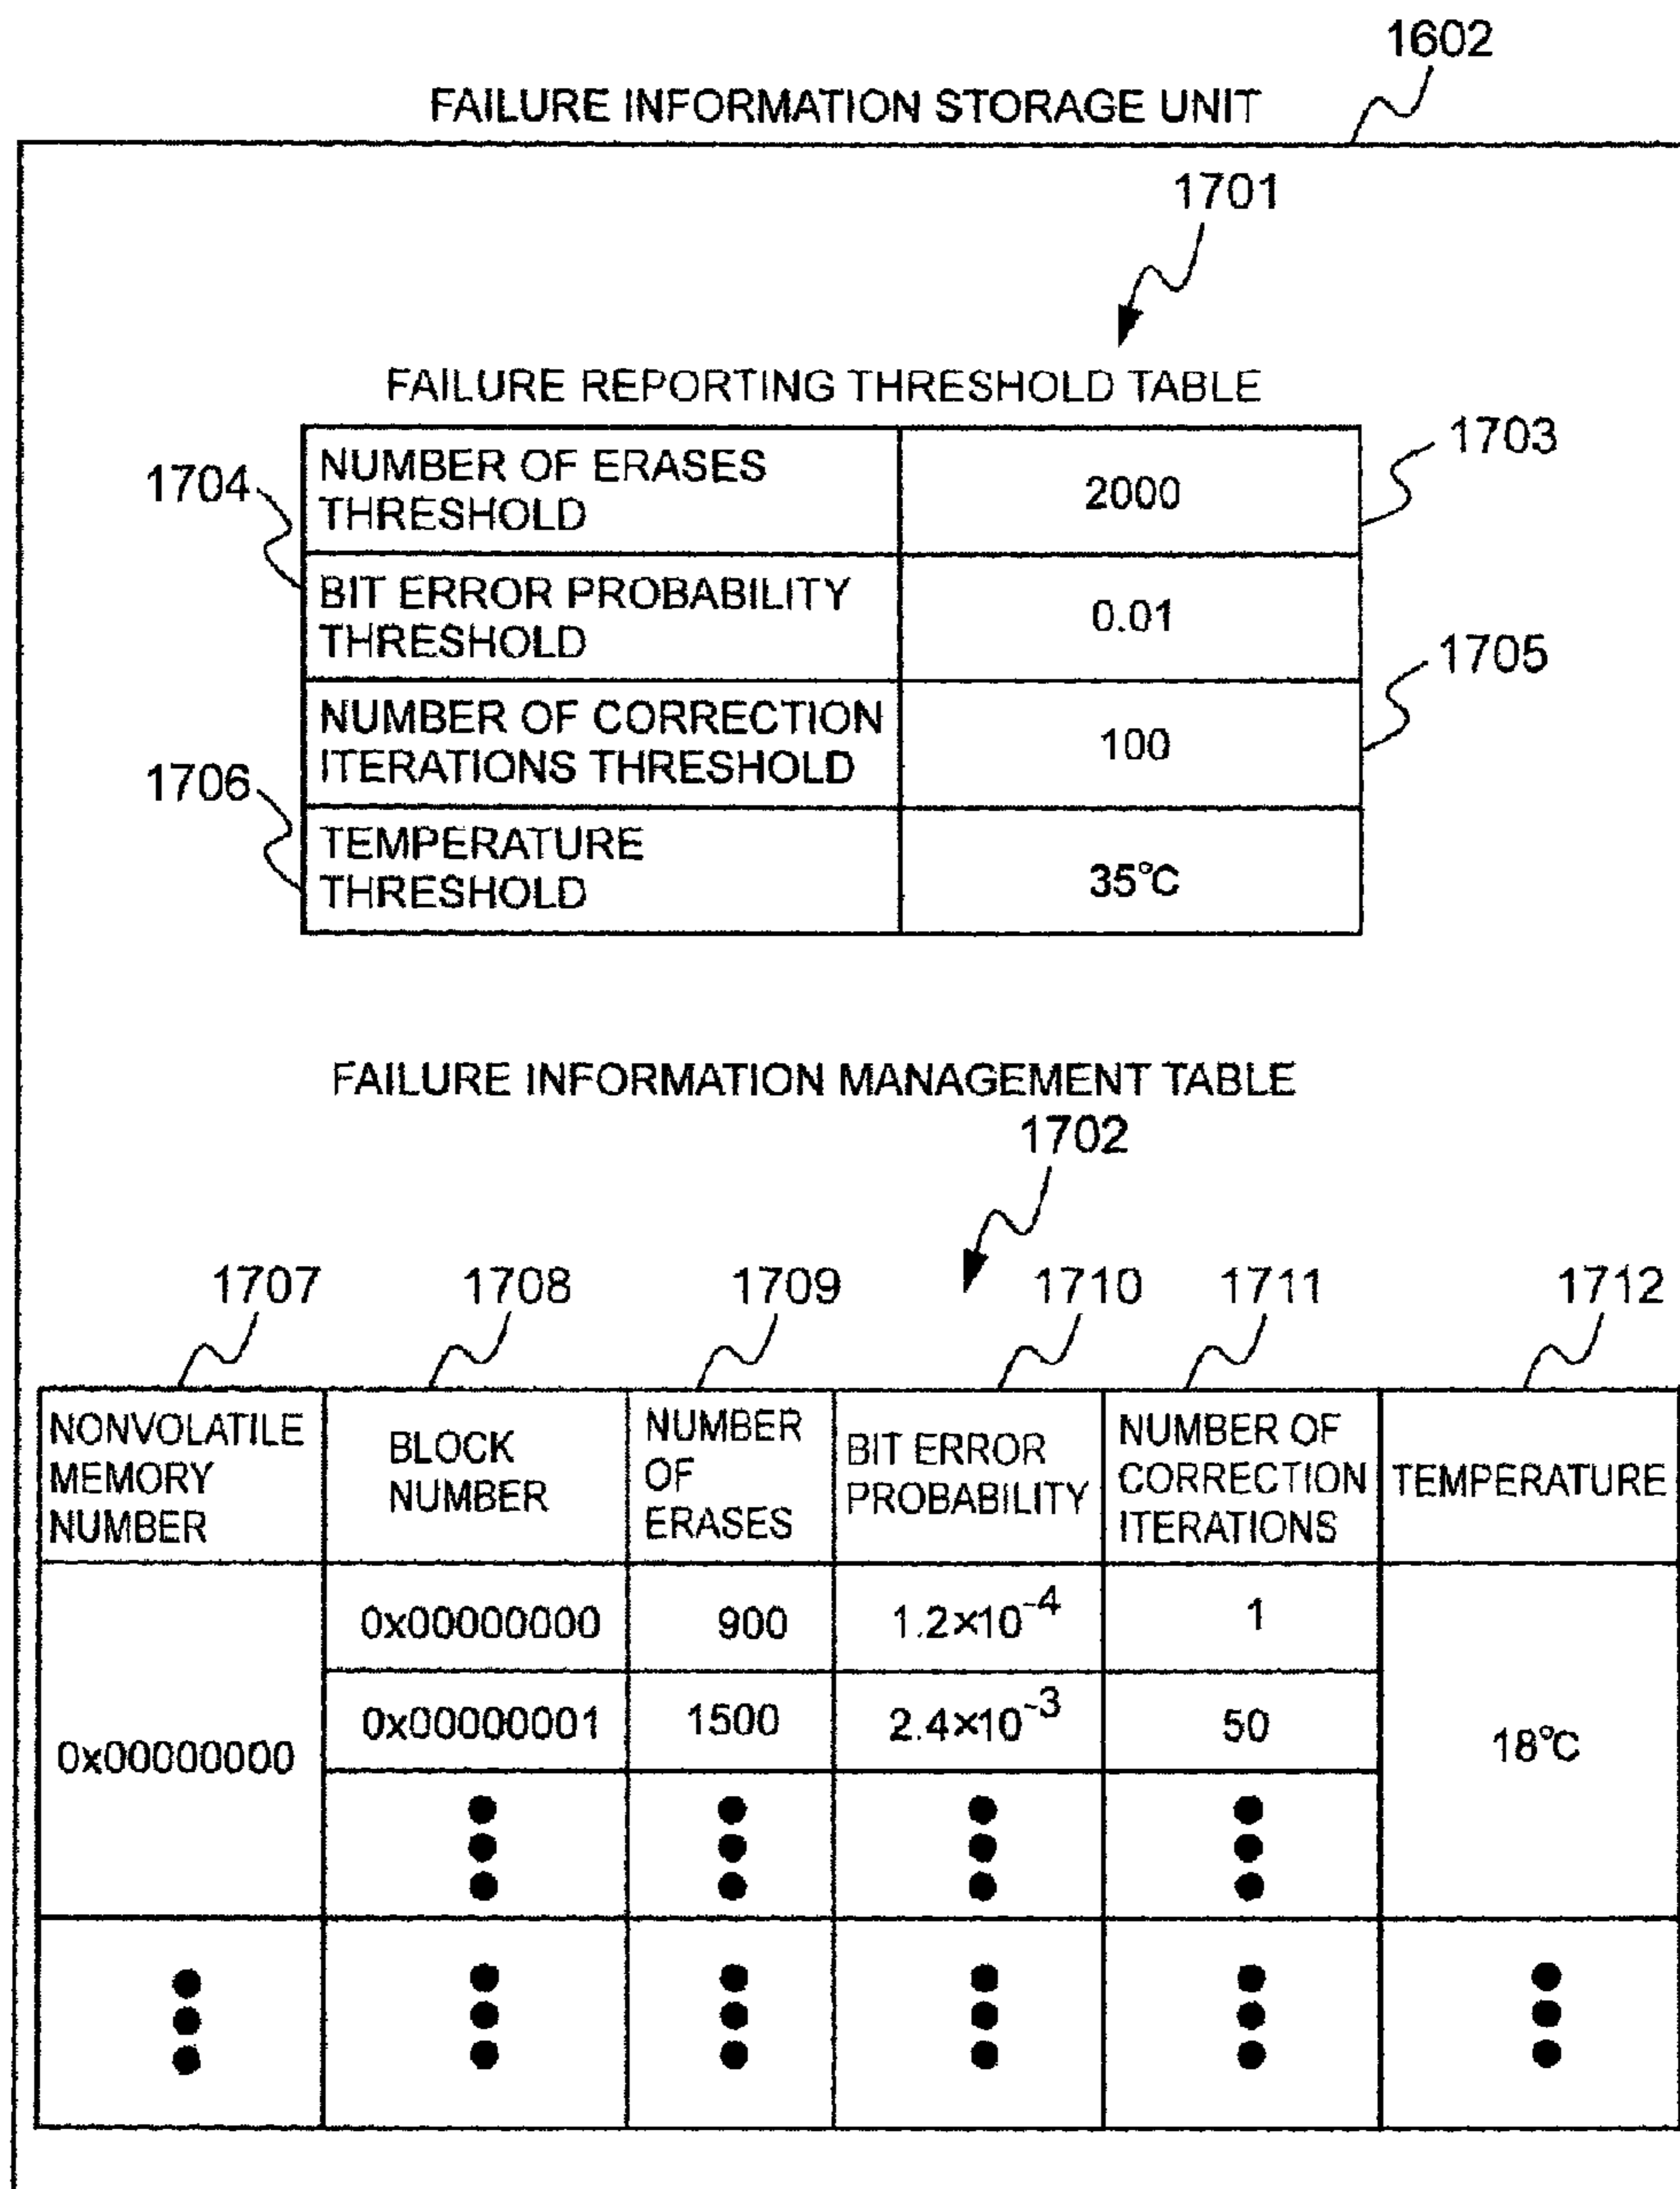 1602
FAILURE INFORMATION STORAGE UNIT
1701
FAILURE REPORTING THRESHOLD TABLE
1703
1704
NUMBER OF ERASES
THRESHOLD
2000
BIT ERROR PROBABILITY
THRESHOLD
0.01
1705
NUMBER OF CORRECTION
ITERATIONS THRESHOLD
100
1706
TEMPERATURE
THRESHOLD
35°C
FAILURE INFORMATION MANAGEMENT TABLE
1702
1707 1708 1709 1710 1711 1712
NONVOLATILE
MEMORY
NUMBER
BLOCK
NUMBER
NUMBER
OF
ERASES
BIT ERROR
PROBABILITY
NUMBER OF
CORRECTION
ITERATIONS
TEMPERATURE
0x00000000 900 1.2×10⁻⁴ 1
0x00000001 1500 2.4×10⁻³ 50
0x00000000
18°C